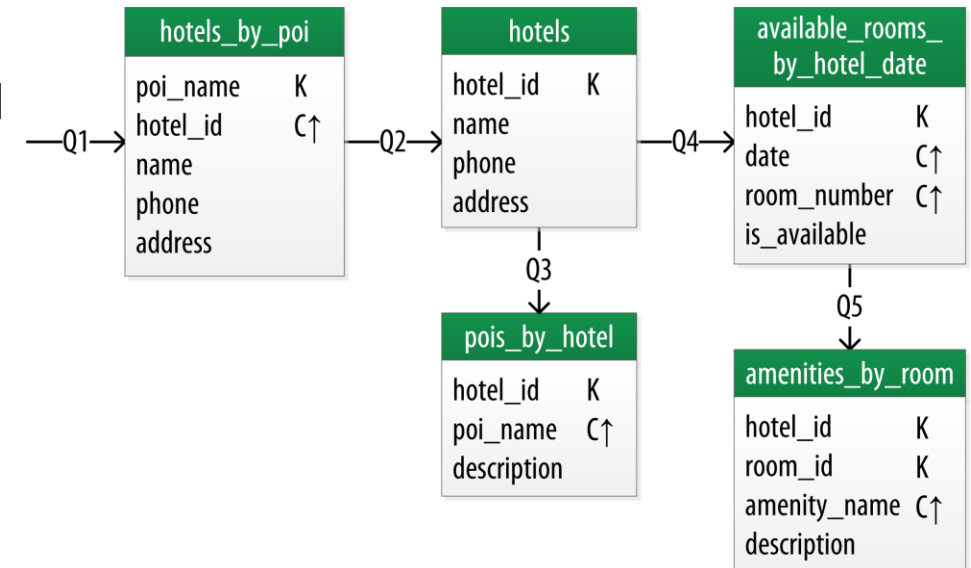 hotels_by_poi
poi_name K
hotel_id C↑
name
phone
address
Q1
Q2
hotels
hotel_id K
name
phone
address
Q4
available_rooms_
by_hotel_date
hotel_id K
date C↑
room_number C↑
is_available
Q3
pois_by_hotel
hotel_id K
poi_name C↑
description
Q5
amenities_by_room
hotel_id K
room_id K
amenity_name C↑
description